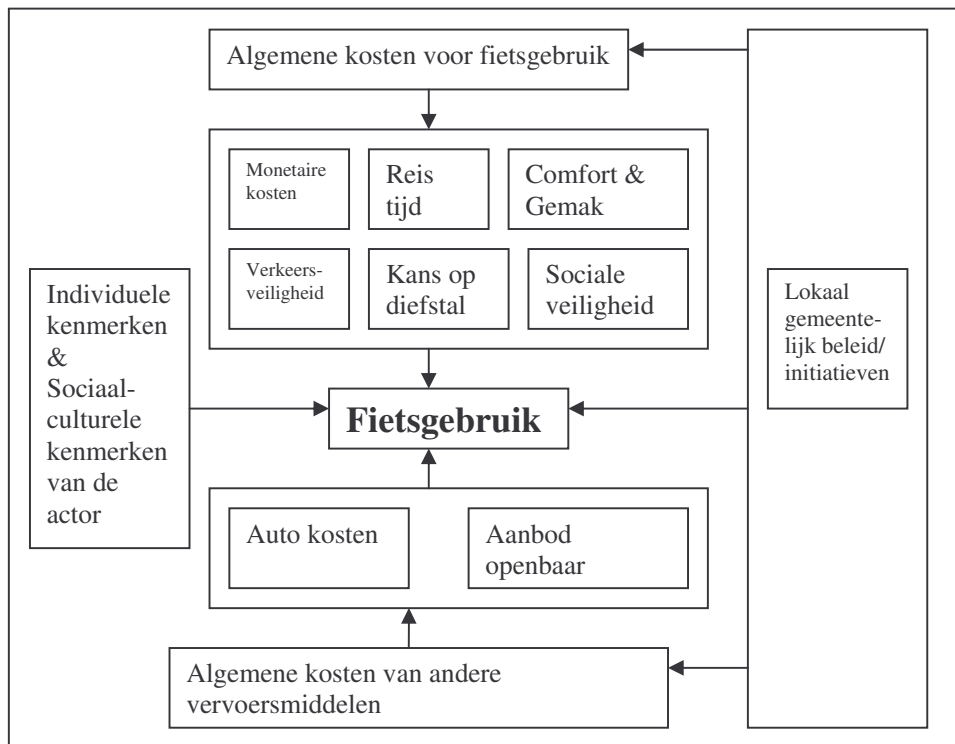 Algemene kosten voor fietsgebruik
Monetaire
kosten
Reis
tijd
Comfort &
Gemak
Verkeers-
veiligheid
Kans op
diefstal
Sociale
veiligheid
Individuele
kenmerken
&
Sociaal-
culturele
kenmerken
van de
actor
Fietsgebruik
Lokaal
gemeente-
lijk beleid/
initiatieven
Auto kosten
Aanbod
openbaar
Algemene kosten van andere
vervoersmiddelen